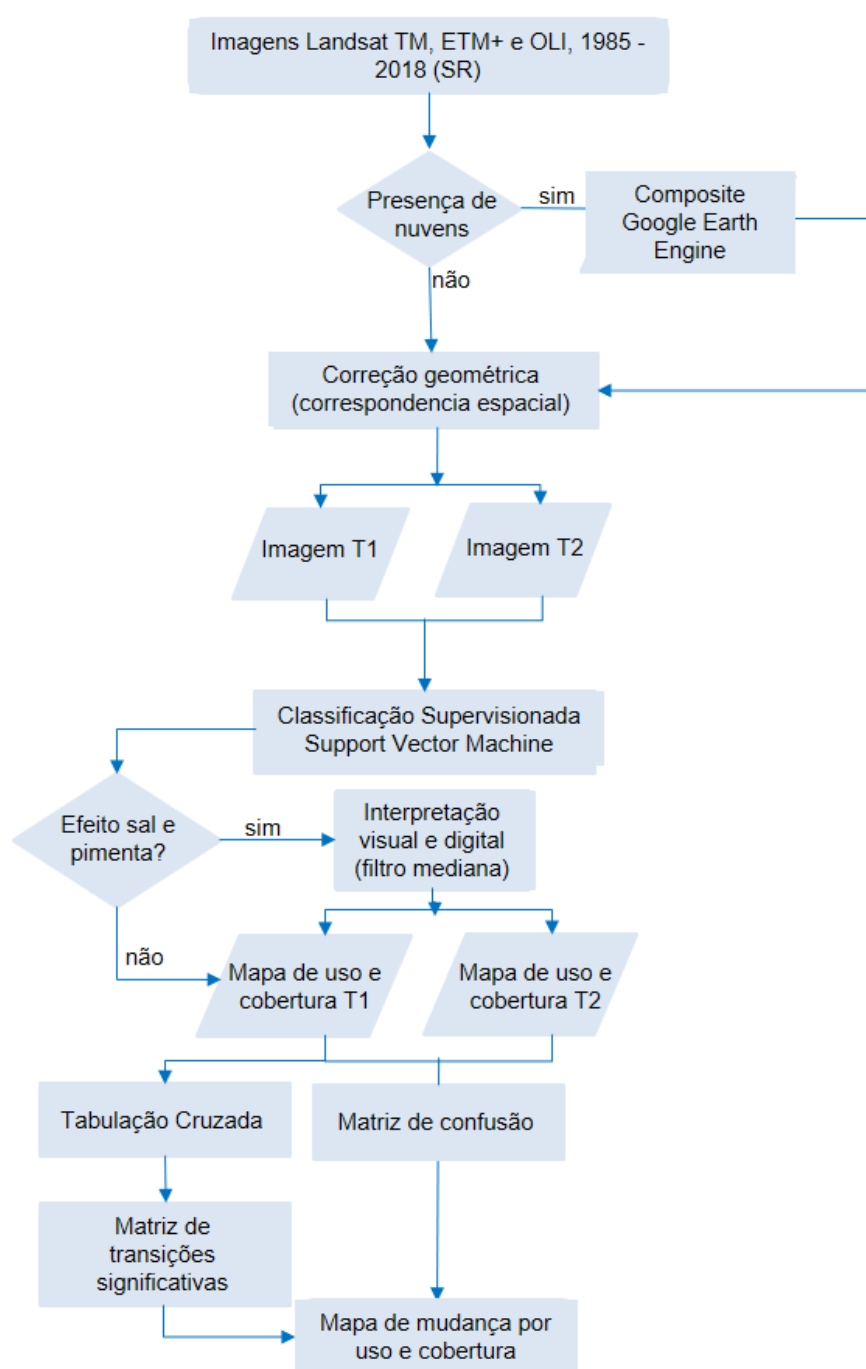 Imagens Landsat TM, ETM+ e OLI, 1985 -
2018 (SR)
Presença de
nuvens
sim
Composite
Google Earth
Engine
não
Correção geométrica
(correspondencia espacial)
Imagem T1
Imagem T2
Classificação Supervisionada
Support Vector Machine
Efeito sal e
pimenta?
sim
Interpretação
visual e digital
(filtro mediana)
não
Mapa de uso e
cobertura T1
Mapa de uso e
cobertura T2
Tabulação Cruzada
Matriz de confusão
Matriz de
transições
significativas
Mapa de mudança por
uso e cobertura